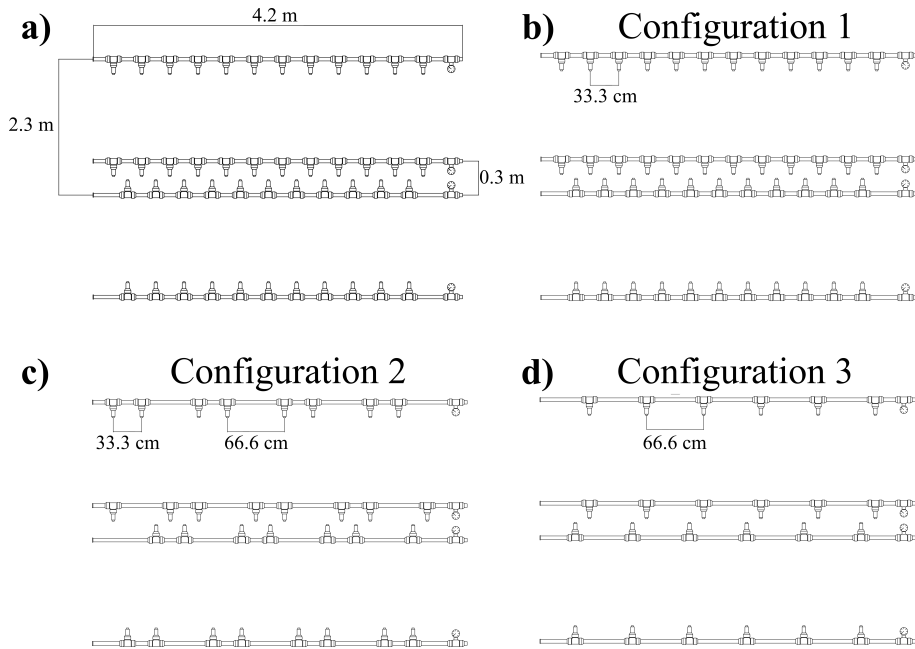 a)
4.2 m
2.3 m
0.3 m
b)
Configuration 1
33.3 cm
c)
Configuration 2
33.3 cm
66.6 cm
d)
Configuration 3
66.6 cm